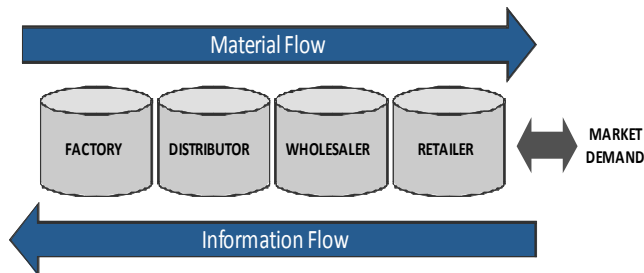 Material Flow
FACTORY
DISTRIBUTOR
WHOLESALER
RETAILER
MARKET
DEMAND
Information Flow